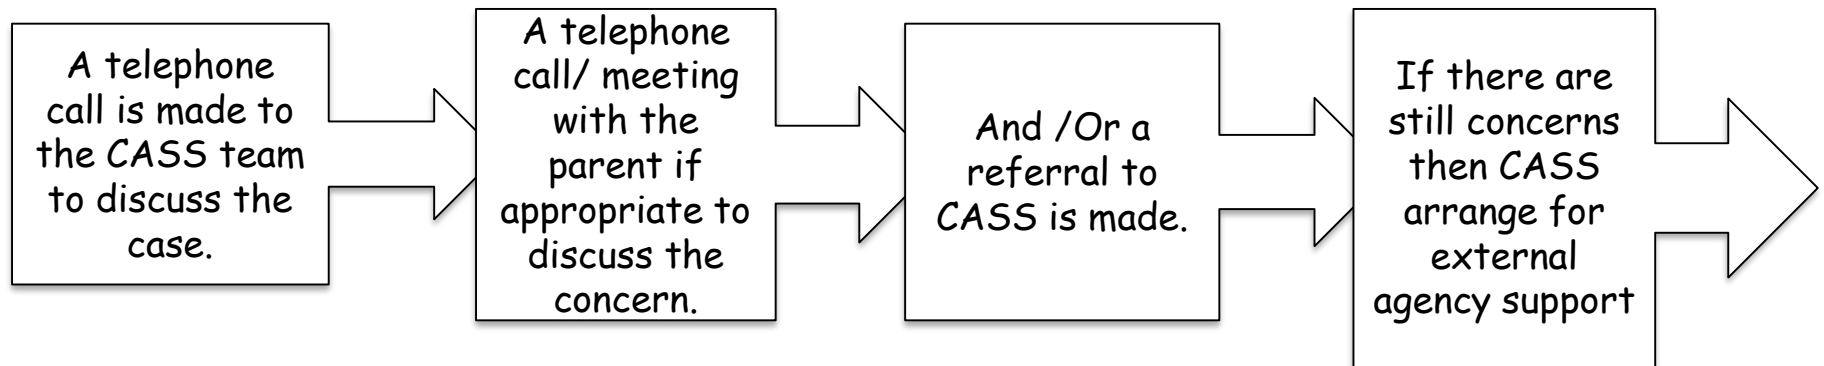 A telephone
call is made to
the CASS team
to discuss the
case.
A telephone
call/ meeting
with the
parent if
appropriate to
discuss the
concern.
And /Or a
referral to
CASS is made.
If there are
still concerns
then CASS
arrange for
external
agency support